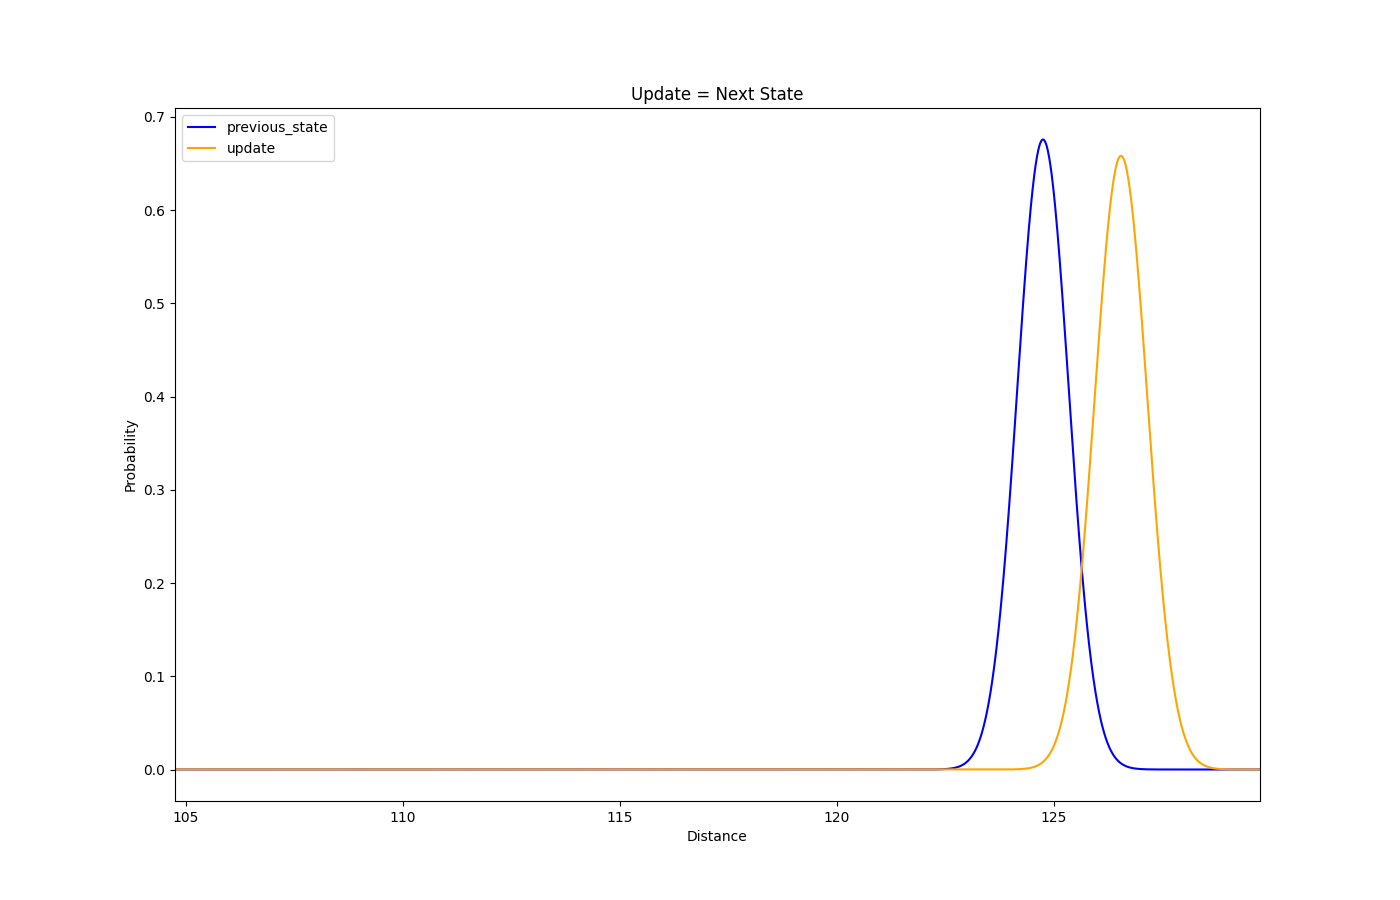 Update = Next State
previous_state
update
0.7
0.6
0.5
0.4
0.3
0.2
0.1
0.0
Probability
105 110 115 120 125
Distance